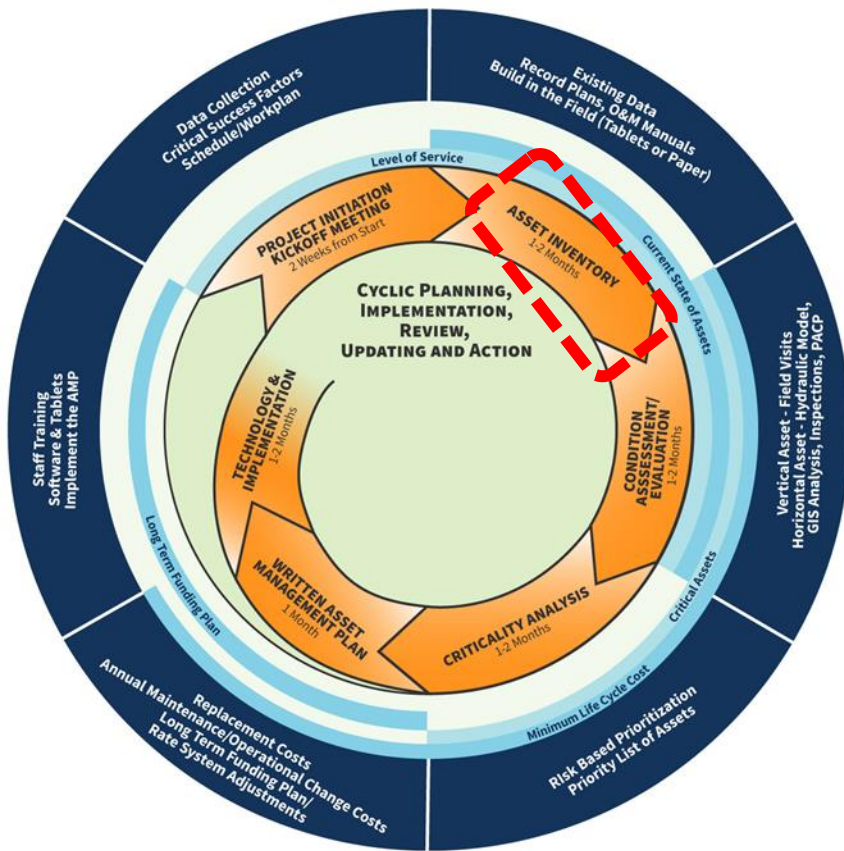 Data Collection
Critical Success Factors
Schedule/Workplan
Existing Data
Record Plans, O&M Manuals
Build in the Field (Tablets or Paper)
Level of Service
PROJECT INITIATION
KICKOFF MEETING
2 Weeks from Start
ASSET INVENTORY
1-2 Months
Current State of Assets
CYCLIC PLANNING,
IMPLEMENTATION,
REVIEW,
UPDATING AND ACTION
Vertical Asset - Field Visits
Horizontal Asset - Hydraulic Model,
GIS Analysis, Inspections, PACP
CONDITION
ASSSESSMENT/
EVALUATION
1-2 Months
Critical Assets
Risk Based Prioritization
Priority List of Assets
CRITICALITY ANALYSIS
1-2 Months
Minimum Life Cycle Cost
Replacement Costs
Annual Maintenance/Operational Change Costs
Long Term Funding Plan/
Rate System Adjustments
WRITTEN ASSET
MANAGEMENT PLAN
1 Month
Long Term Funding Plan
Staff Training
Software & Tablets
Implement the AMP
TECHNOLOGY &
IMPLEMENTATION
1-2 Months